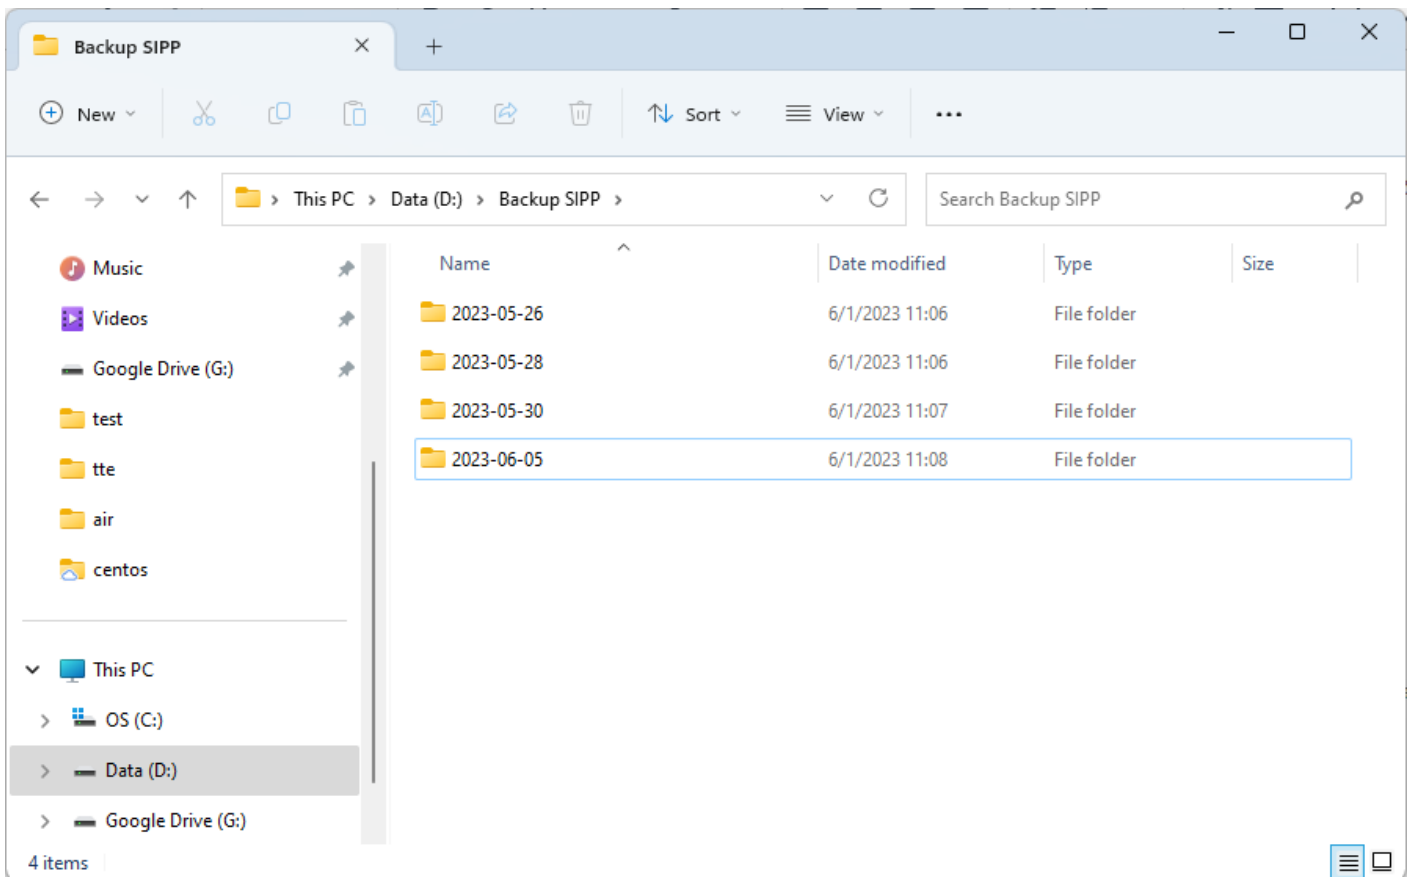 Backup SIPP
New
Sort
View
This PC > Data (D:) > Backup SIPP >
Search Backup SIPP
Music
Videos
Google Drive (G:)
test
tte
air
centos
This PC
OS (C:)
Data (D:)
Google Drive (G:)
Name Date modified Type Size
2023-05-26 6/1/2023 11:06 File folder
2023-05-28 6/1/2023 11:06 File folder
2023-05-30 6/1/2023 11:07 File folder
2023-06-05 6/1/2023 11:08 File folder
4 items